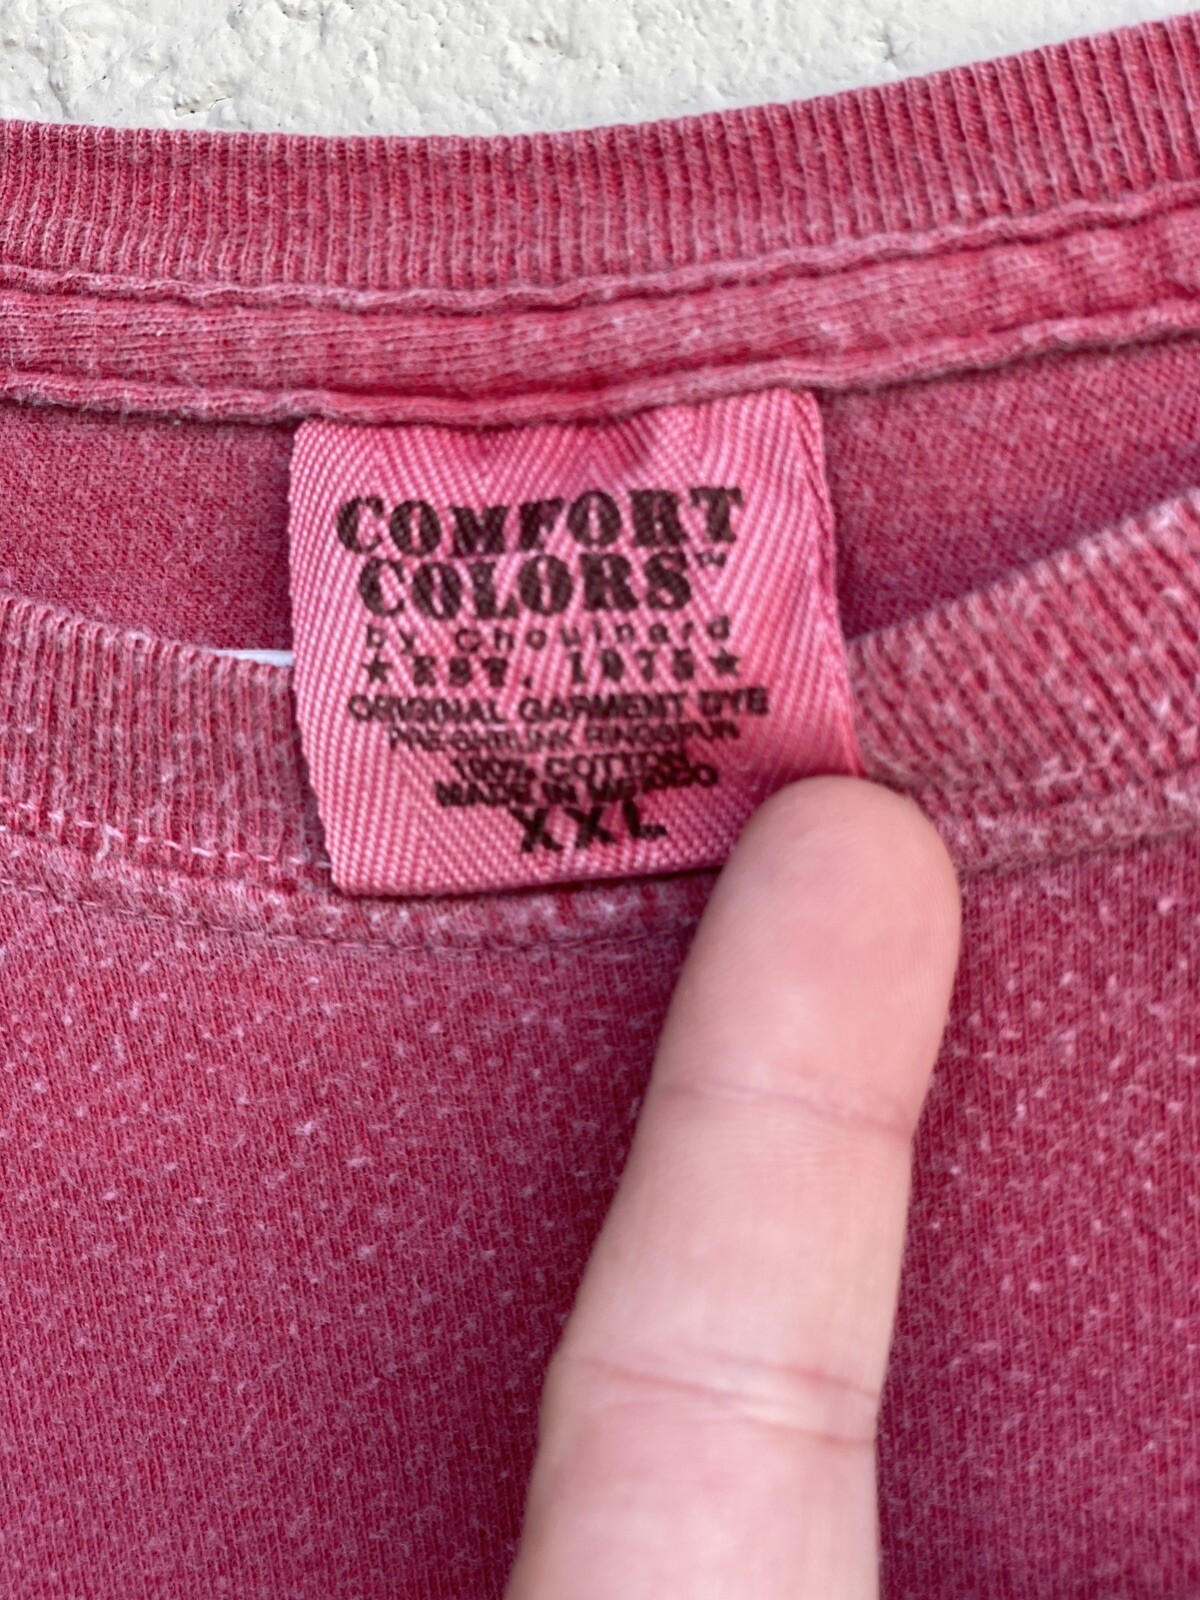 COMFORT
COLORS™
by Chouinard
★ EST. 1975 ★
ORIGINAL GARMENT DYE
PRE-SHRUNK RINGSPUN
100% COTTON
MADE IN MEXICO
XXL